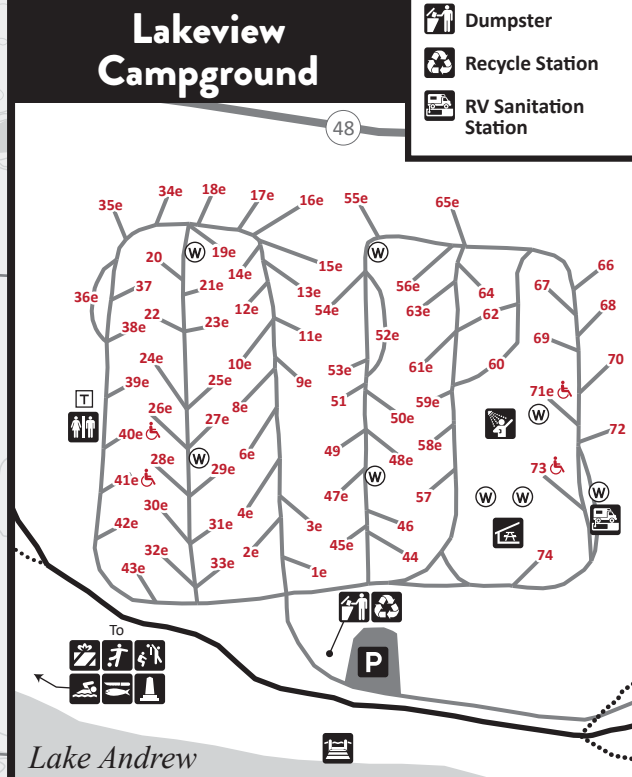 Lakeview
Campground
Dumpster
Recycle Station
RV Sanitation
Station
48
35e
34e
18e
17e
16e
55e
65e
20
W
19e
14e
15e
W
66
36e
37
21e
13e
54e
56e
64
67
22
12e
63e
62
68
38e
23e
11e
52e
69
24e
10e
53e
61e
60
70
39e
25e
9e
51
59e
71e
T
26e
27e
8e
50e
W
40e
49
58e
72
28e
W
29e
6e
48e
73
41e
47e
W
57
W
W
W
30e
4e
42e
31e
3e
46
32e
2e
45e
44
74
43e
33e
1e
To
P
Lake Andrew